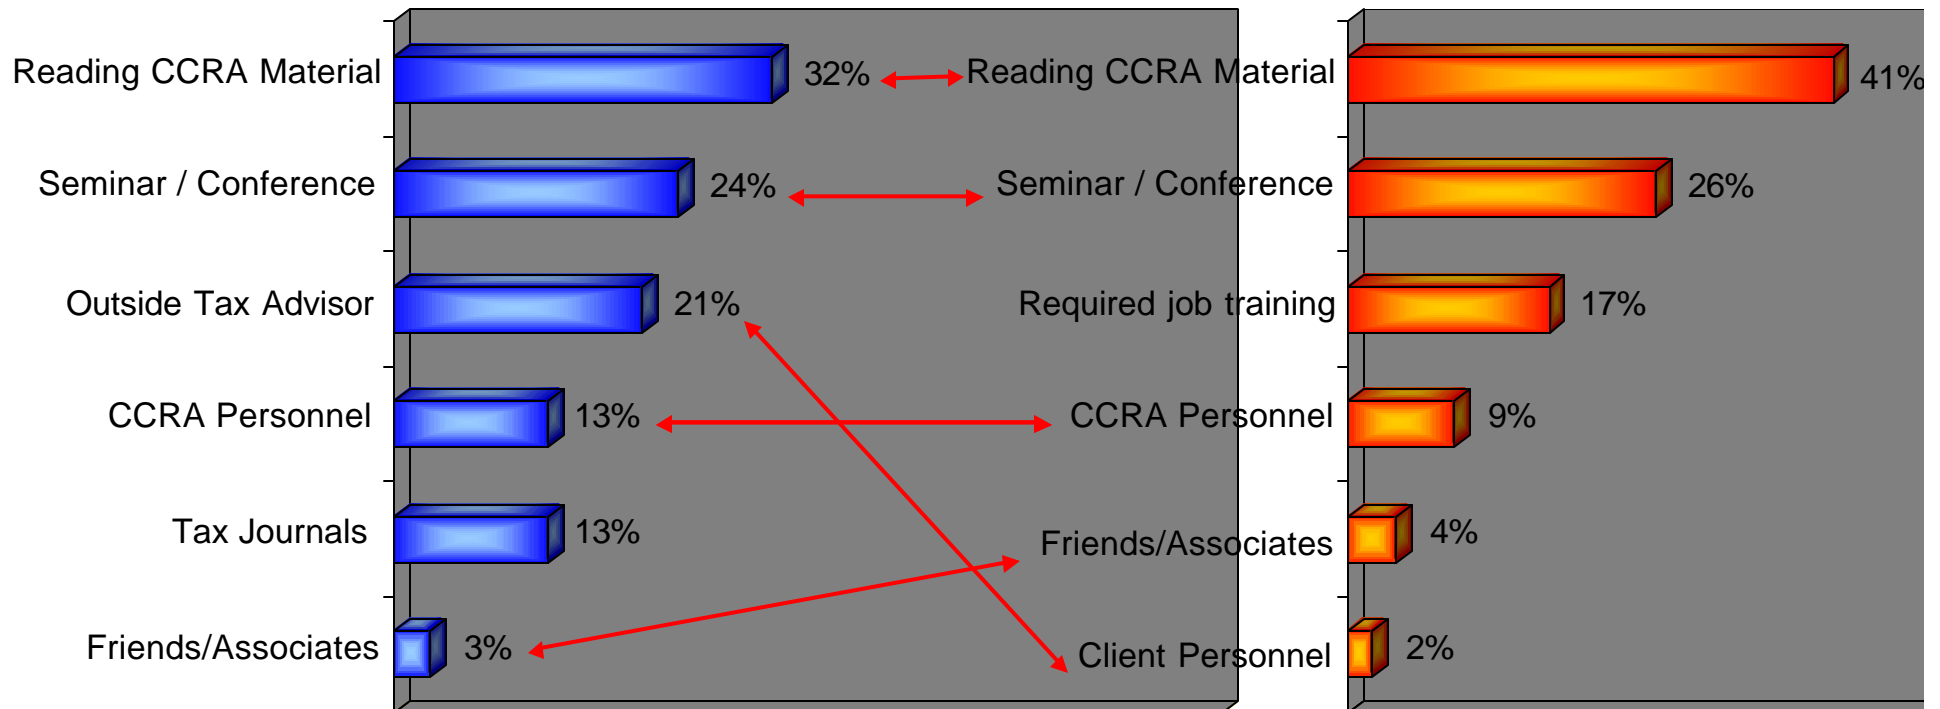 Reading CCRA Material 32% Reading CCRA Material 41%
Seminar / Conference 24% Seminar / Conference 26%
Outside Tax Advisor 21% Required job training 17%
CCRA Personnel 13% CCRA Personnel 9%
Tax Journals 13% Friends/Associates 4%
Friends/Associates 3% Client Personnel 2%